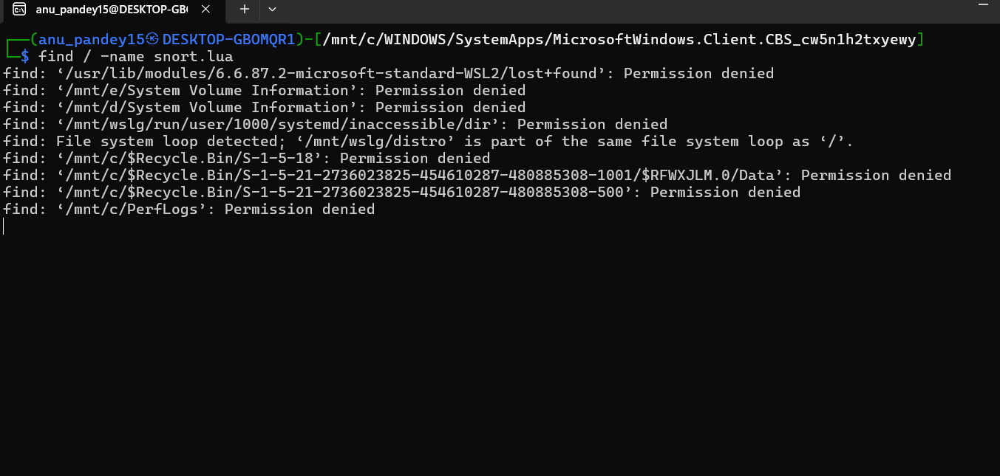 anu_pandey15@DESKTOP-GB
┌──(anu_pandey15㉿DESKTOP-GBOMQR1)-[/mnt/c/WINDOWS/SystemApps/MicrosoftWindows.Client.CBS_cw5n1h2txyewy]
└─$ find / -name snort.lua
find: ‘/usr/lib/modules/6.6.87.2-microsoft-standard-WSL2/lost+found’: Permission denied
find: ‘/mnt/e/System Volume Information’: Permission denied
find: ‘/mnt/d/System Volume Information’: Permission denied
find: ‘/mnt/wslg/run/user/1000/systemd/inaccessible/dir’: Permission denied
find: File system loop detected; ‘/mnt/wslg/distro’ is part of the same file system loop as ‘/’.
find: ‘/mnt/c/$Recycle.Bin/S-1-5-18’: Permission denied
find: ‘/mnt/c/$Recycle.Bin/S-1-5-21-2736023825-454610287-480885308-1001/$RFWXJLM.0/Data’: Permission denied
find: ‘/mnt/c/$Recycle.Bin/S-1-5-21-2736023825-454610287-480885308-500’: Permission denied
find: ‘/mnt/c/PerfLogs’: Permission denied